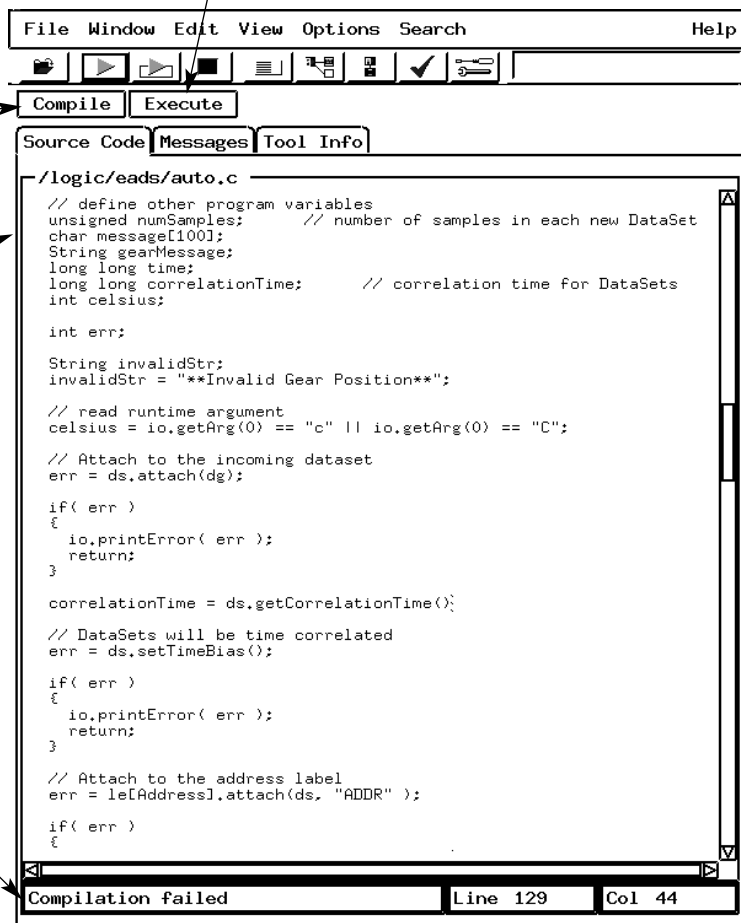 File Window Edit View Options Search Help
Compile Execute
Source Code Messages Tool Info
/logic/eads/auto.c
// define other program variables
unsigned numSamples; // number of samples in each new DataSet
char message[100];
String gearMessage;
long long time;
long long correlationTime; // correlation time for DataSets
int celsius;
int err;
String invalidStr;
invalidStr = "**Invalid Gear Position**";
// read runtime argument
celsius = io.getArg(0) == "c" || io.getArg(0) == "C";
// Attach to the incoming dataset
err = ds.attach(dg);
if( err )
{
io.printError( err );
return;
}
correlationTime = ds.getCorrelationTime()
// DataSets will be time correlated
err = ds.setTimeBias();
if( err )
{
io.printError( err );
return;
}
// Attach to the address label
err = le[Address].attach(ds, "ADDR" );
if( err )
{
Compilation failed Line 129 Col 44